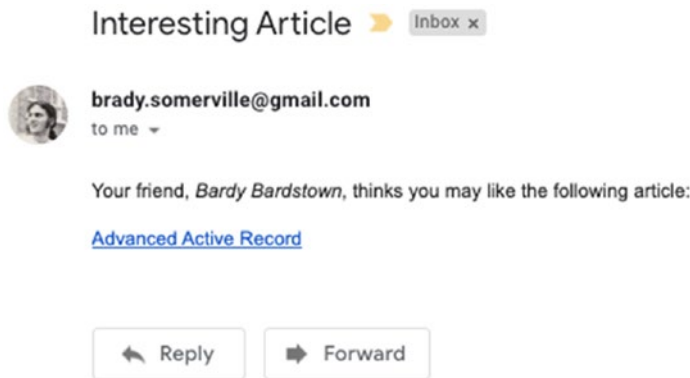 Interesting Article Inbox x
brady.somerville@gmail.com
to me
Your friend, Bardy Bardstown, thinks you may like the following article:
Advanced Active Record
Reply Forward